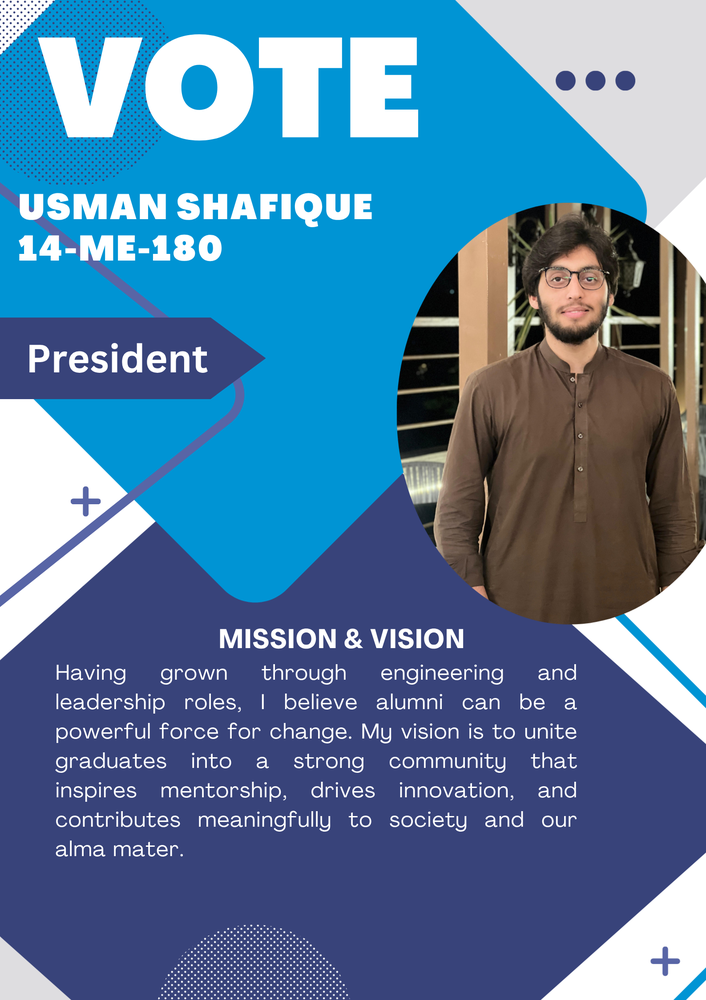 VOTE
USMAN SHAFIQUE
14-ME-180
President
MISSION & VISION
Having grown through engineering and
leadership roles, I believe alumni can be a
powerful force for change. My vision is to unite
graduates into a strong community that
inspires mentorship, drives innovation, and
contributes meaningfully to society and our
alma mater.